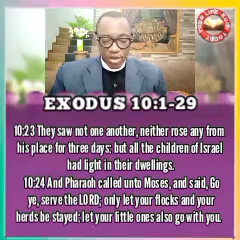 EXODUS 10:1-29
10:23 They saw not one another, neither rose any from
his place for three days: but all the children of Israel
had light in their dwellings.
10:24 And Pharaoh called unto Moses, and said, Go
ye, serve the LORD; only let your flocks and your
herds be stayed: let your little ones also go with you.